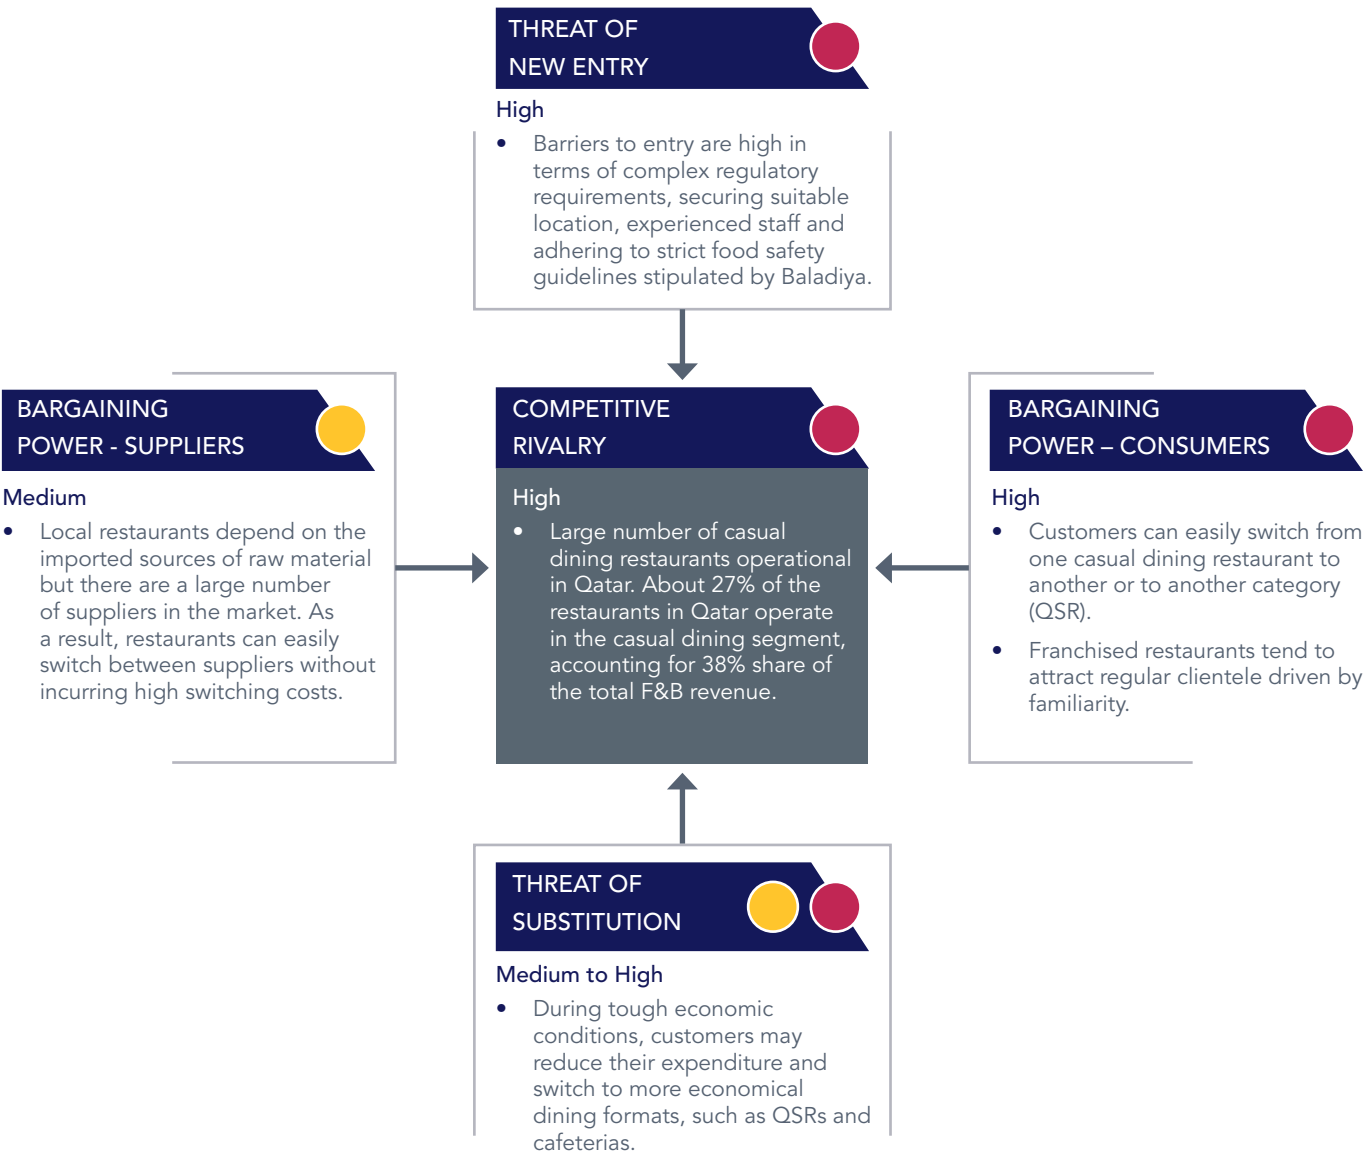 THREAT OF
NEW ENTRY
High
• Barriers to entry are high in
terms of complex regulatory
requirements, securing suitable
location, experienced staff and
adhering to strict food safety
guidelines stipulated by Baladiya.
BARGAINING
POWER - SUPPLIERS
Medium
• Local restaurants depend on the
imported sources of raw material
but there are a large number
of suppliers in the market. As
a result, restaurants can easily
switch between suppliers without
incurring high switching costs.
COMPETITIVE
RIVALRY
High
• Large number of casual
dining restaurants operational
in Qatar. About 27% of the
restaurants in Qatar operate
in the casual dining segment,
accounting for 38% share of
the total F&B revenue.
BARGAINING
POWER – CONSUMERS
High
• Customers can easily switch from
one casual dining restaurant to
another or to another category
(QSR).
• Franchised restaurants tend to
attract regular clientele driven by
familiarity.
THREAT OF
SUBSTITUTION
Medium to High
• During tough economic
conditions, customers may
reduce their expenditure and
switch to more economical
dining formats, such as QSRs and
cafeterias.